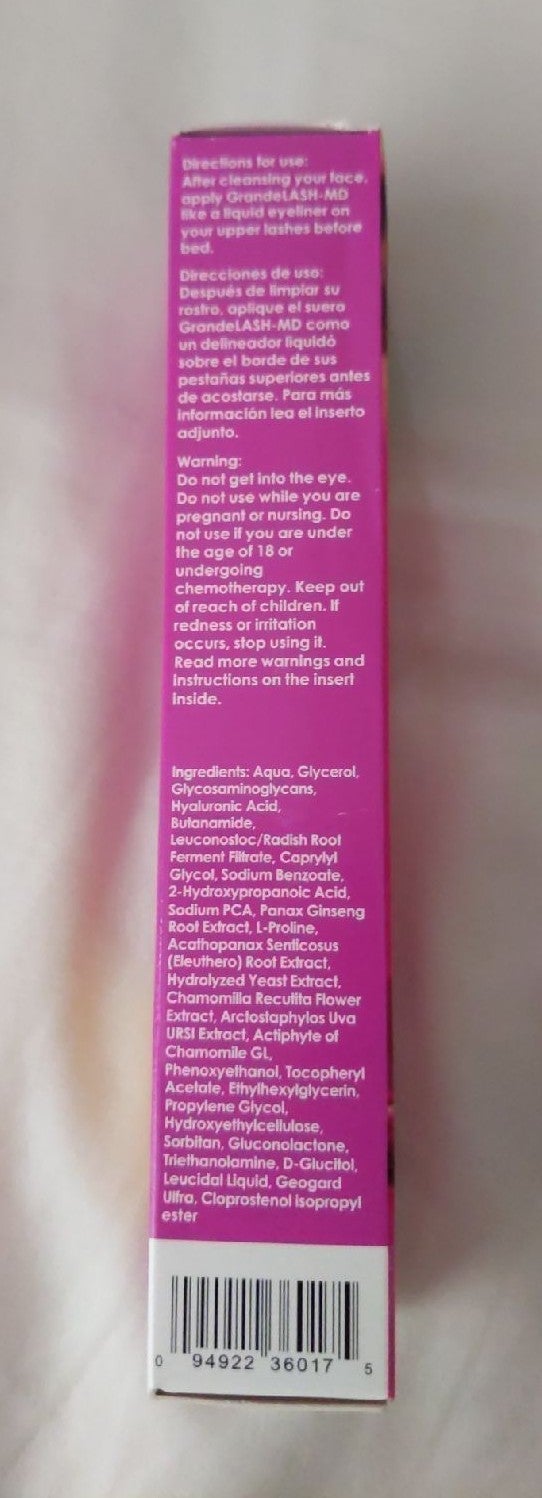 Directions for use:
After cleansing your face,
apply GrandeLASH-MD
like a liquid eyeliner on
your upper lashes before
bed.
Direcciones de uso:
Después de limpiar su
rostro, aplique el suero
GrandeLASH-MD como
un delineador liquidó
sobre el borde de sus
pestañas superiores antes
de acostarse. Para más
información lea el inserto
adjunto.
Warning:
Do not get into the eye.
Do not use while you are
pregnant or nursing. Do
not use if you are under
the age of 18 or
undergoing
chemotherapy. Keep out
of reach of children. If
redness or irritation
occurs, stop using it.
Read more warnings and
instructions on the insert
inside.
Ingredients: Aqua, Glycerol,
Glycosaminoglycans,
Hyaluronic Acid,
Butanamide,
Leuconostoc/Radish Root
Ferment Filtrate, Caprylyl
Glycol, Sodium Benzoate,
2-Hydroxypropanoic Acid,
Sodium PCA, Panax Ginseng
Root Extract, L-Proline,
Acathopanax Senticosus
(Eleuthero) Root Extract,
Hydrolyzed Yeast Extract,
Chamomilla Recutita Flower
Extract, Arctostaphylos Uva
URSI Extract, Actiphyte of
Chamomile GL,
Phenoxyethanol, Tocopheryl
Acetate, Ethylhexylglycerin,
Propylene Glycol,
Hydroxyethylcellulose,
Sorbitan, Gluconolactone,
Triethanolamine, D-Glucitol,
Leucidal Liquid, Geogard
Ulfra, Cloprostenol isopropyl
ester
0 94922 36017 5